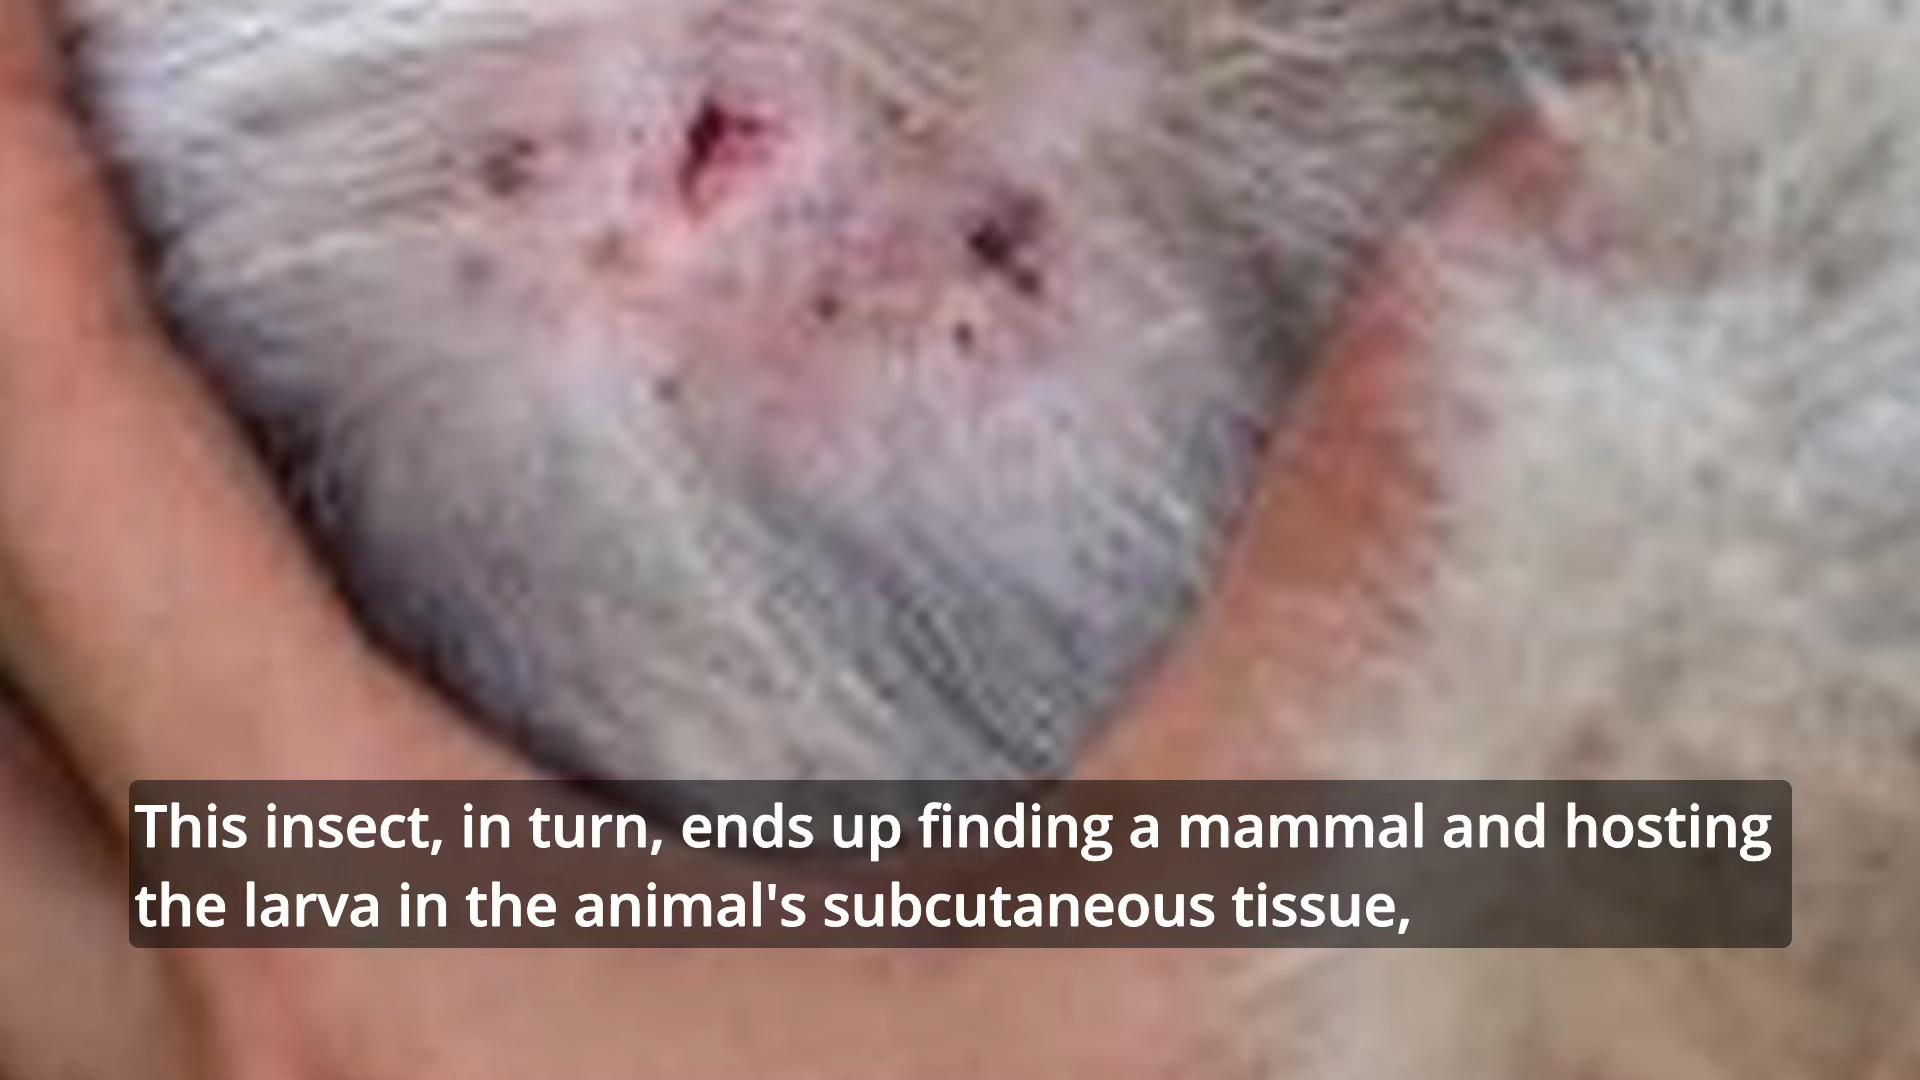 This insect, in turn, ends up finding a mammal and hosting
the larva in the animal's subcutaneous tissue,